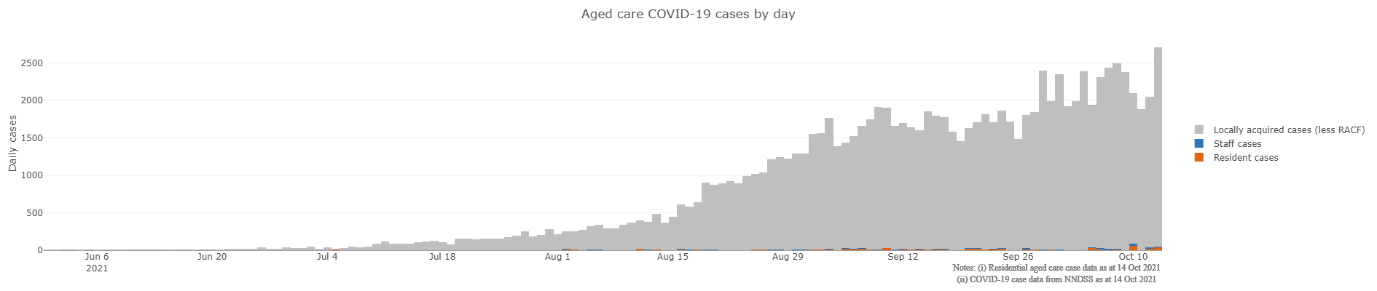 Aged care COVID-19 cases by day
Daily cases
2500
2000
1500
1000
500
0
Jun 6
2021
Jun 20
Jul 4
Jul 18
Aug 1
Aug 15
Aug 29
Sep 12
Sep 26
Oct 10
Locally acquired cases (less RACF)
Staff cases
Resident cases
Notes: (i) Residential aged care case data as at 14 Oct 2021
(ii) COVID-19 case data from NNDSS as at 14 Oct 2021